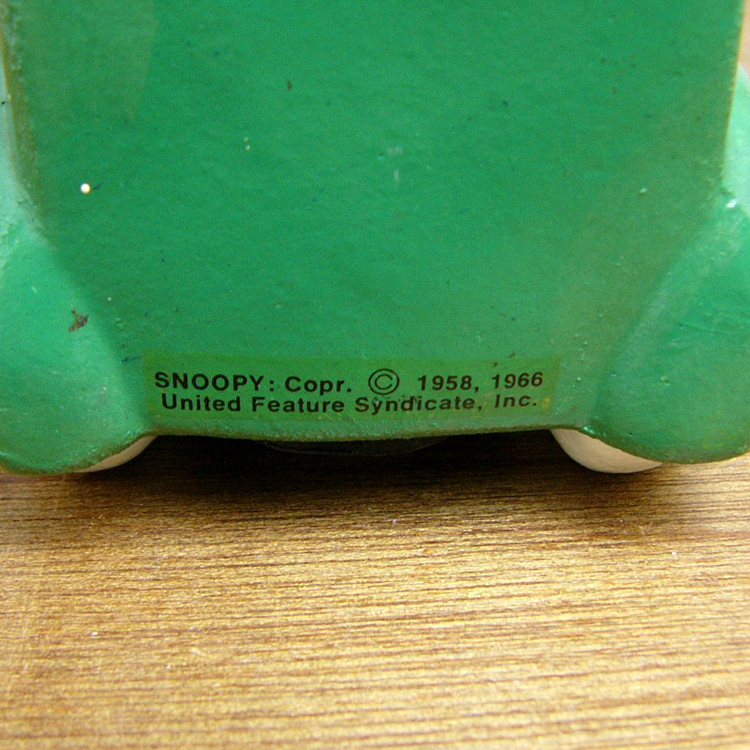 SNOOPY: Copr. © 1958, 1966
United Feature Syndicate, Inc.